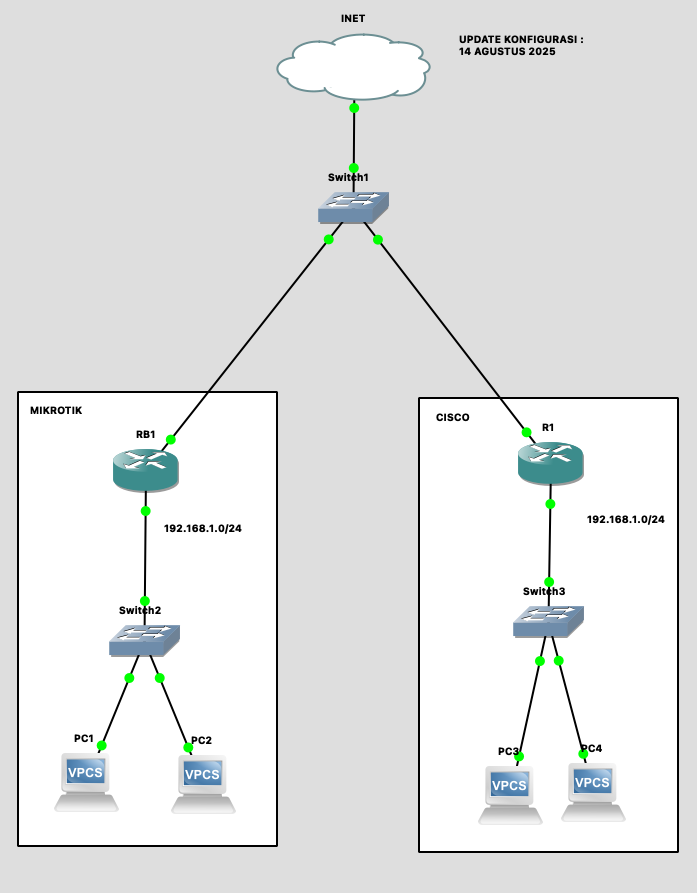 INET
UPDATE KONFIGURASI :
14 AGUSTUS 2025
Switch1
MIKROTIK
RB1
192.168.1.0/24
Switch2
PC1
PC2
VPCS
VPCS
CISCO
R1
192.168.1.0/24
Switch3
PC3
PC4
VPCS
VPCS